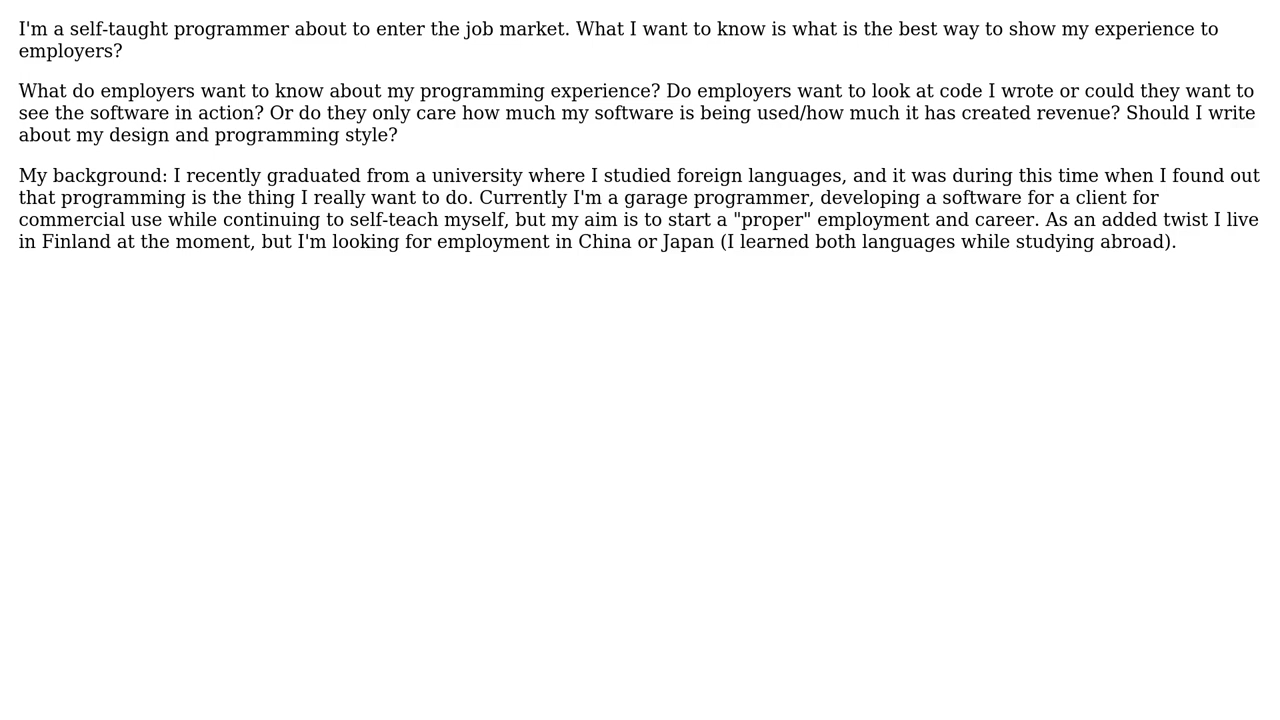 I'm a self-taught programmer about to enter the job market. What I want to know is what is the best way to show my experience to
employers?
What do employers want to know about my programming experience? Do employers want to look at code I wrote or could they want to
see the software in action? Or do they only care how much my software is being used/how much it has created revenue? Should I write
about my design and programming style?
My background: I recently graduated from a university where I studied foreign languages, and it was during this time when I found out
that programming is the thing I really want to do. Currently I'm a garage programmer, developing a software for a client for
commercial use while continuing to self-teach myself, but my aim is to start a "proper" employment and career. As an added twist I live
in Finland at the moment, but I'm looking for employment in China or Japan (I learned both languages while studying abroad).